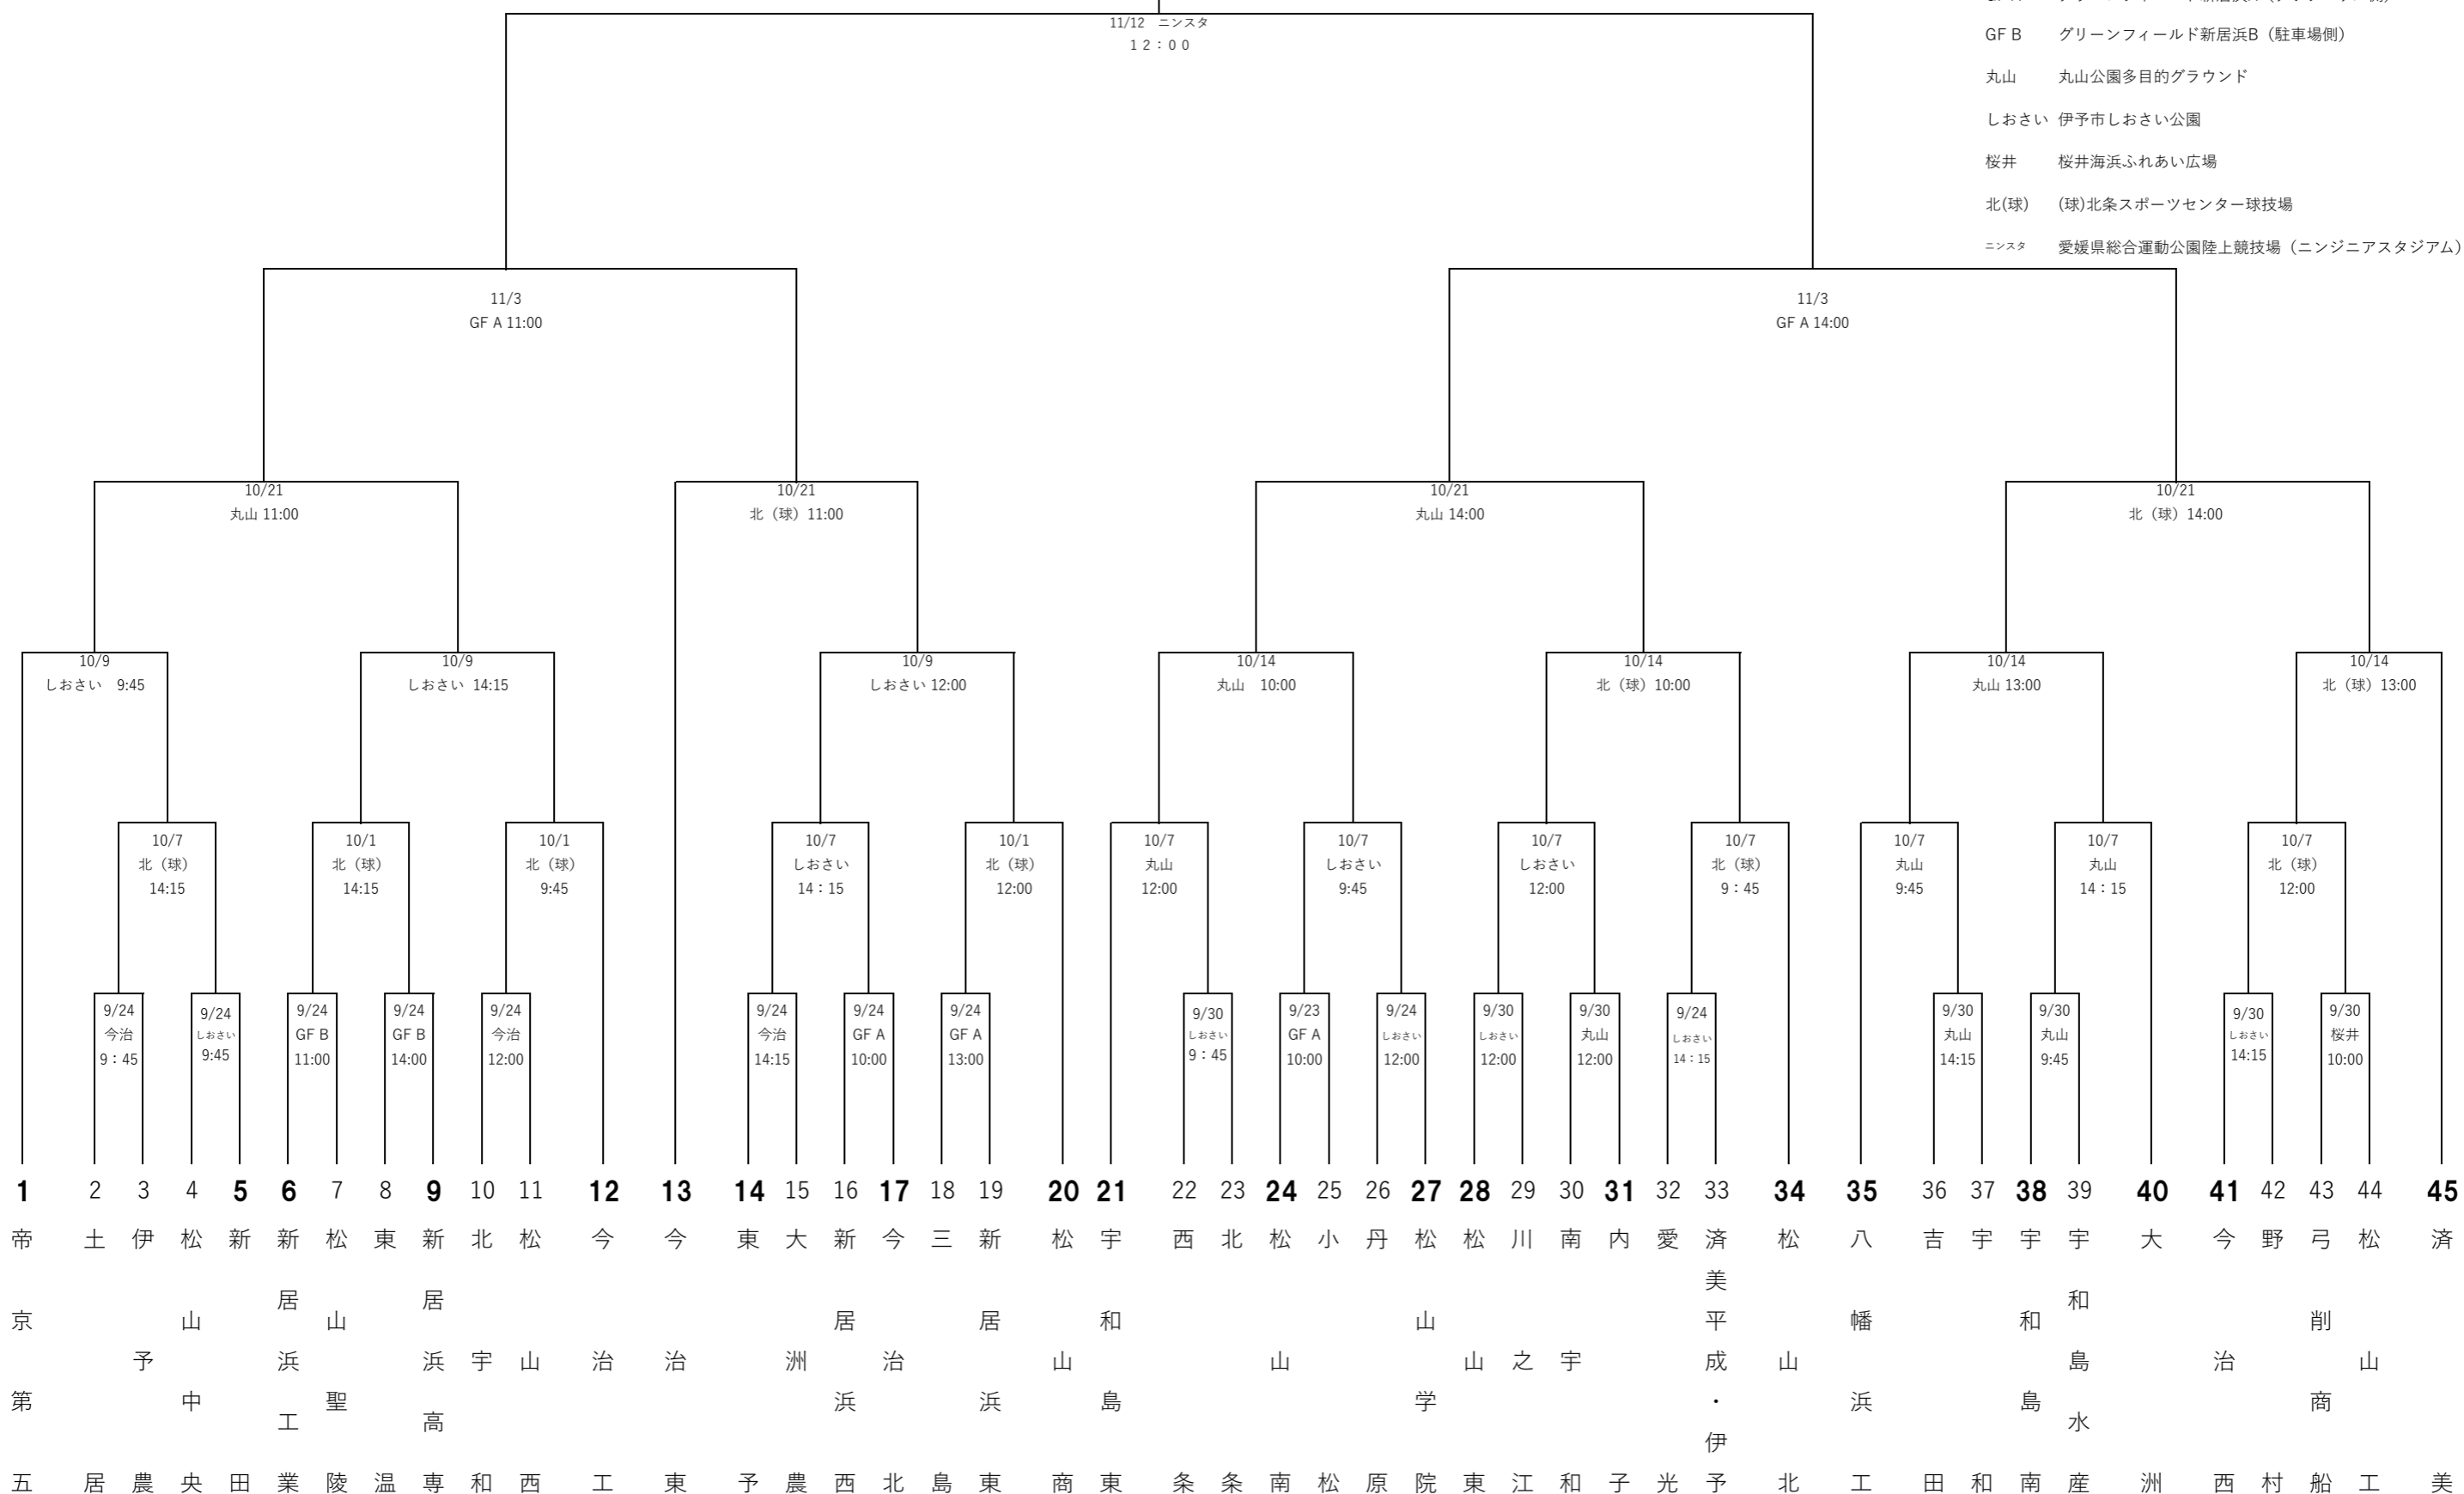 11/12　ニンスタ
１２：００
GF B　グリーンフィールド新居浜B（駐車場側）
丸山　丸山公園多目的グラウンド
しおさい　伊予市しおさい公園
桜井　桜井海浜ふれあい広場
北(球)　(球)北条スポーツセンター球技場
ニンスタ　愛媛県総合運動公園陸上競技場（ニンジニアスタジアム）
11/3
GF A 11:00
11/3
GF A 14:00
10/21
丸山 11:00
10/21
北（球）11:00
10/21
丸山 14:00
10/21
北（球）14:00
10/9
しおさい　9:45
10/9
しおさい 14:15
10/9
しおさい 12:00
10/14
丸山　10:00
10/14
北（球）10:00
10/14
丸山 13:00
10/14
北（球）13:00
10/7
北（球）
14:15
10/1
北（球）
14:15
10/1
北（球）
9:45
10/7
しおさい
14：15
10/1
北（球）
12:00
10/7
丸山
12:00
10/7
しおさい
9:45
10/7
しおさい
12:00
10/7
北（球）
9：45
10/7
丸山
9:45
10/7
丸山
14：15
10/7
北（球）
12:00
9/24
今治
9：45
9/24
しおさい
9:45
9/24
GF B
11:00
9/24
GF B
14:00
9/24
今治
12:00
9/24
今治
14:15
9/24
GF A
10:00
9/24
GF A
13:00
9/30
しおさい
9：45
9/23
GF A
10:00
9/24
しおさい
12:00
9/30
しおさい
12:00
9/30
丸山
12:00
9/24
しおさい
14：15
9/30
丸山
14:15
9/30
丸山
9:45
9/30
しおさい
14:15
9/30
桜井
10:00
1 帝京第五
2 土居
3 伊予農
4 松山中央
5 新田
6 新居浜工業
7 松山聖陵
8 東温
9 新居浜高専
10 北宇和
11 松山西
12 今治工
13 今治東
14 東予
15 大洲農
16 新居浜西
17 今治北
18 三島
19 新居浜東
20 松山商
21 宇和島東
22 西条
23 北条
24 松山南
25 小松
26 丹原
27 松山学院
28 松山東
29 川之江
30 南宇和
31 内子
32 愛光
33 済美平成・伊予
34 松山北
35 八幡浜工
36 吉田
37 宇和
38 宇和島南
39 宇和島水産
40 大洲
41 今治西
42 野村
43 弓削商船
44 松山工
45 済美